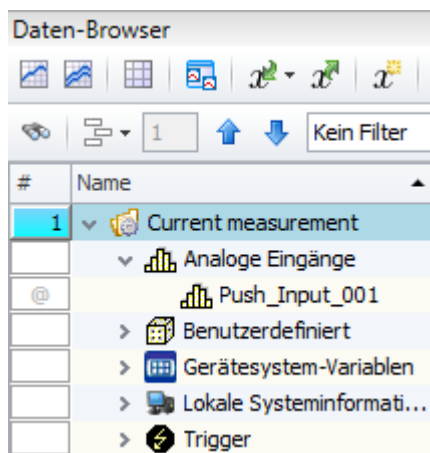 Daten-Browser
1 Kein Filter
# Name
1 Current measurement
Analoge Eingänge
@ Push_Input_001
Benutzerdefiniert
Gerätesystem-Variablen
Lokale Systeminformati...
Trigger